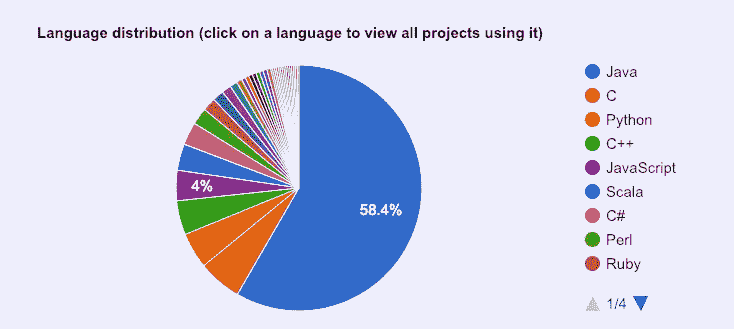 Language distribution (click on a language to view all projects using it)
58.4%
4%
Java
C
Python
C++
JavaScript
Scala
C#
Perl
Ruby
1/4